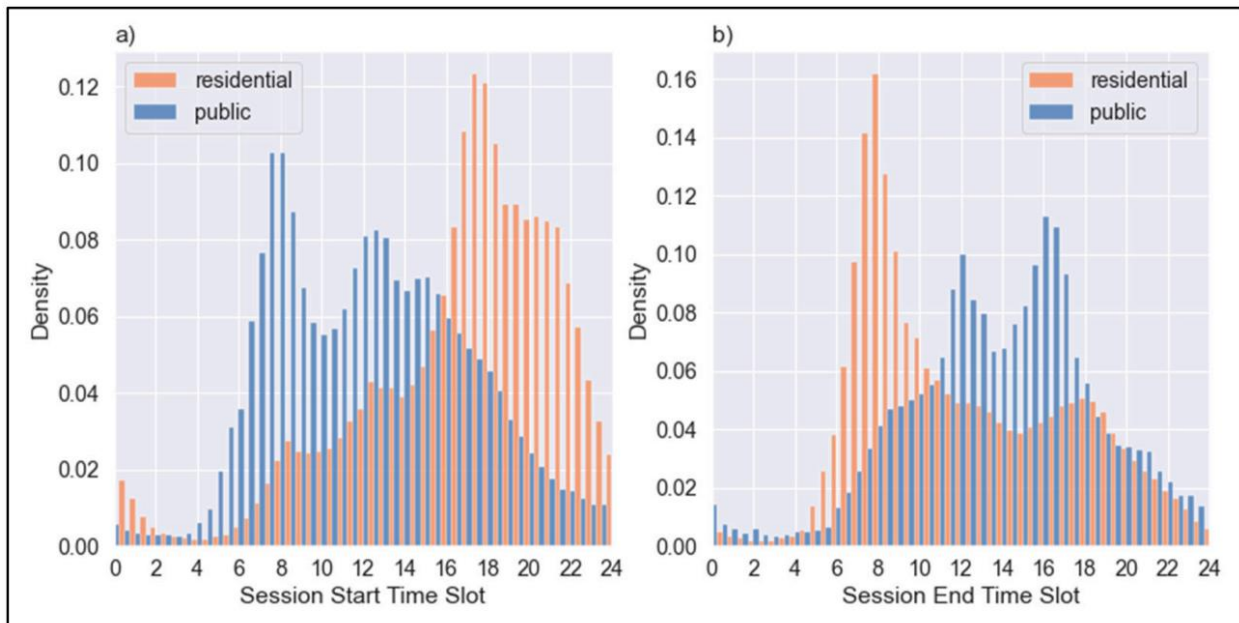 a)
residential
public
0.12
0.10
0.08
0.06
0.04
0.02
0.00
Density
0 2 4 6 8 10 12 14 16 18 20 22 24
Session Start Time Slot
b)
residential
public
0.16
0.14
0.12
0.10
0.08
0.06
0.04
0.02
0.00
Density
0 2 4 6 8 10 12 14 16 18 20 22 24
Session End Time Slot